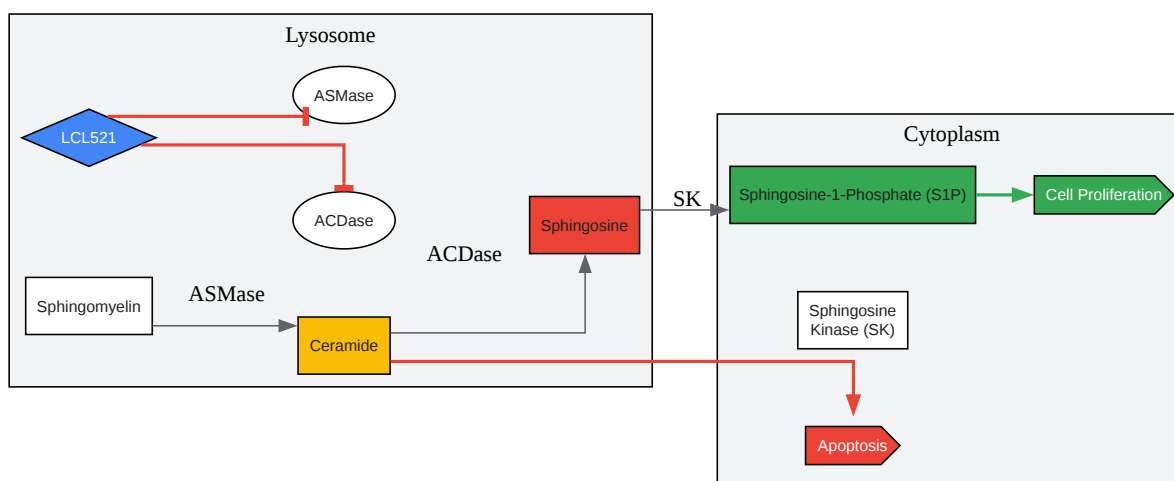 Lysosome
ASMase
LCL521
Cytoplasm
Sphingosine-1-Phosphate (S1P)
Cell Proliferation
SK
ACDase
Sphingosine
ACDase
ASMase
Sphingomyelin
Sphingosine
Kinase (SK)
Ceramide
Apoptosis